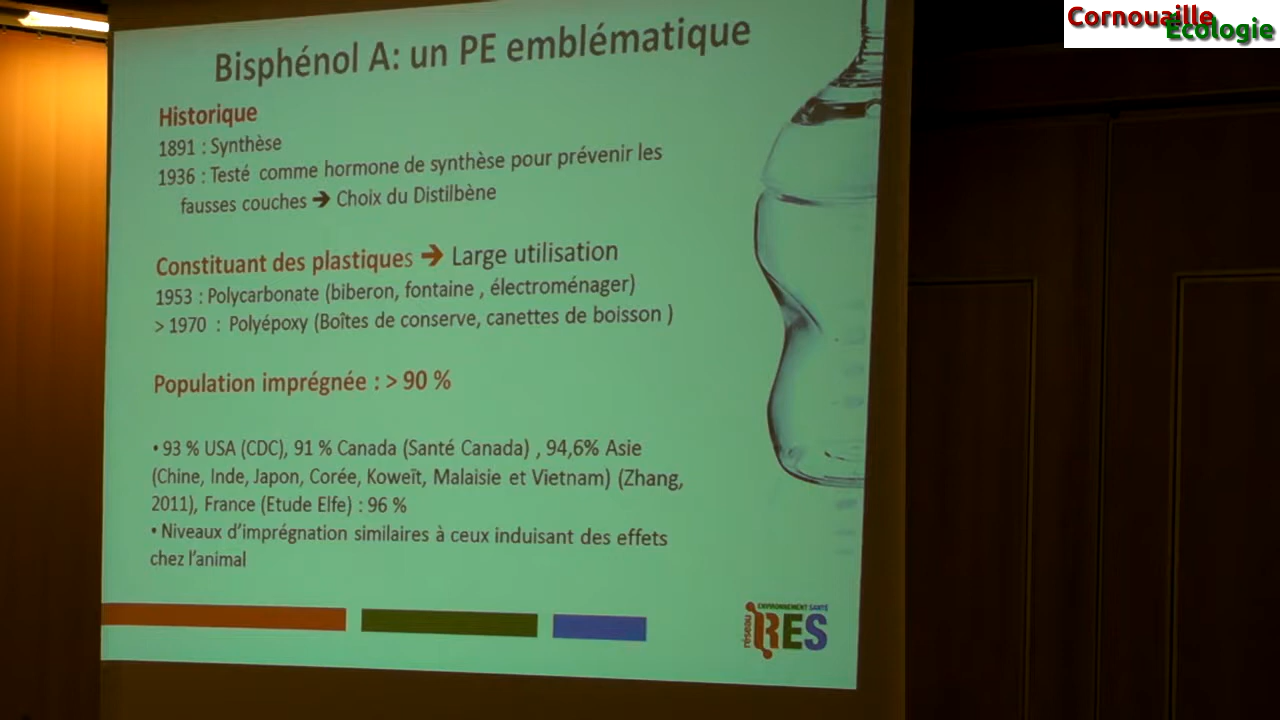 Cornouaille
Écologie
Bisphénol A: un PE emblématique
Historique
1891 : Synthèse
1936 : Testé comme hormone de synthèse pour prévenir les
fausses couches ➔ Choix du Distilbène
Constituant des plastiques ➔ Large utilisation
1953 : Polycarbonate (biberon, fontaine , électroménager)
> 1970 : Polyépoxy (Boîtes de conserve, canettes de boisson )
Population imprégnée : > 90 %
• 93 % USA (CDC), 91 % Canada (Santé Canada) , 94,6% Asie
(Chine, Inde, Japon, Corée, Koweït, Malaisie et Vietnam) (Zhang,
2011), France (Etude Elfe) : 96 %
• Niveaux d'imprégnation similaires à ceux induisant des effets
chez l'animal
réseau
ENVIRONNEMENT SANTÉ
RES